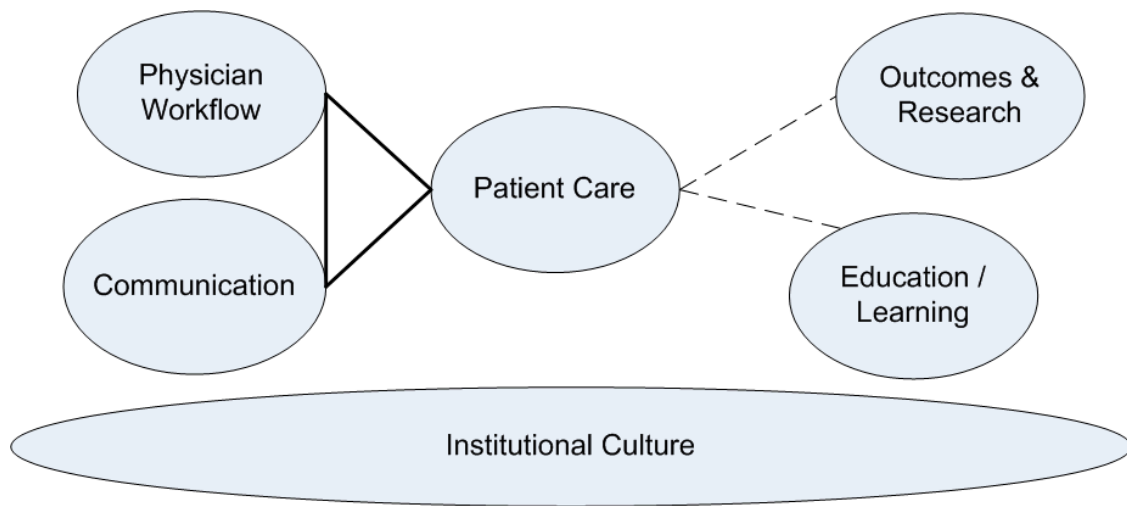 Physician
Workflow
Outcomes &
Research
Patient Care
Communication
Education /
Learning
Institutional Culture